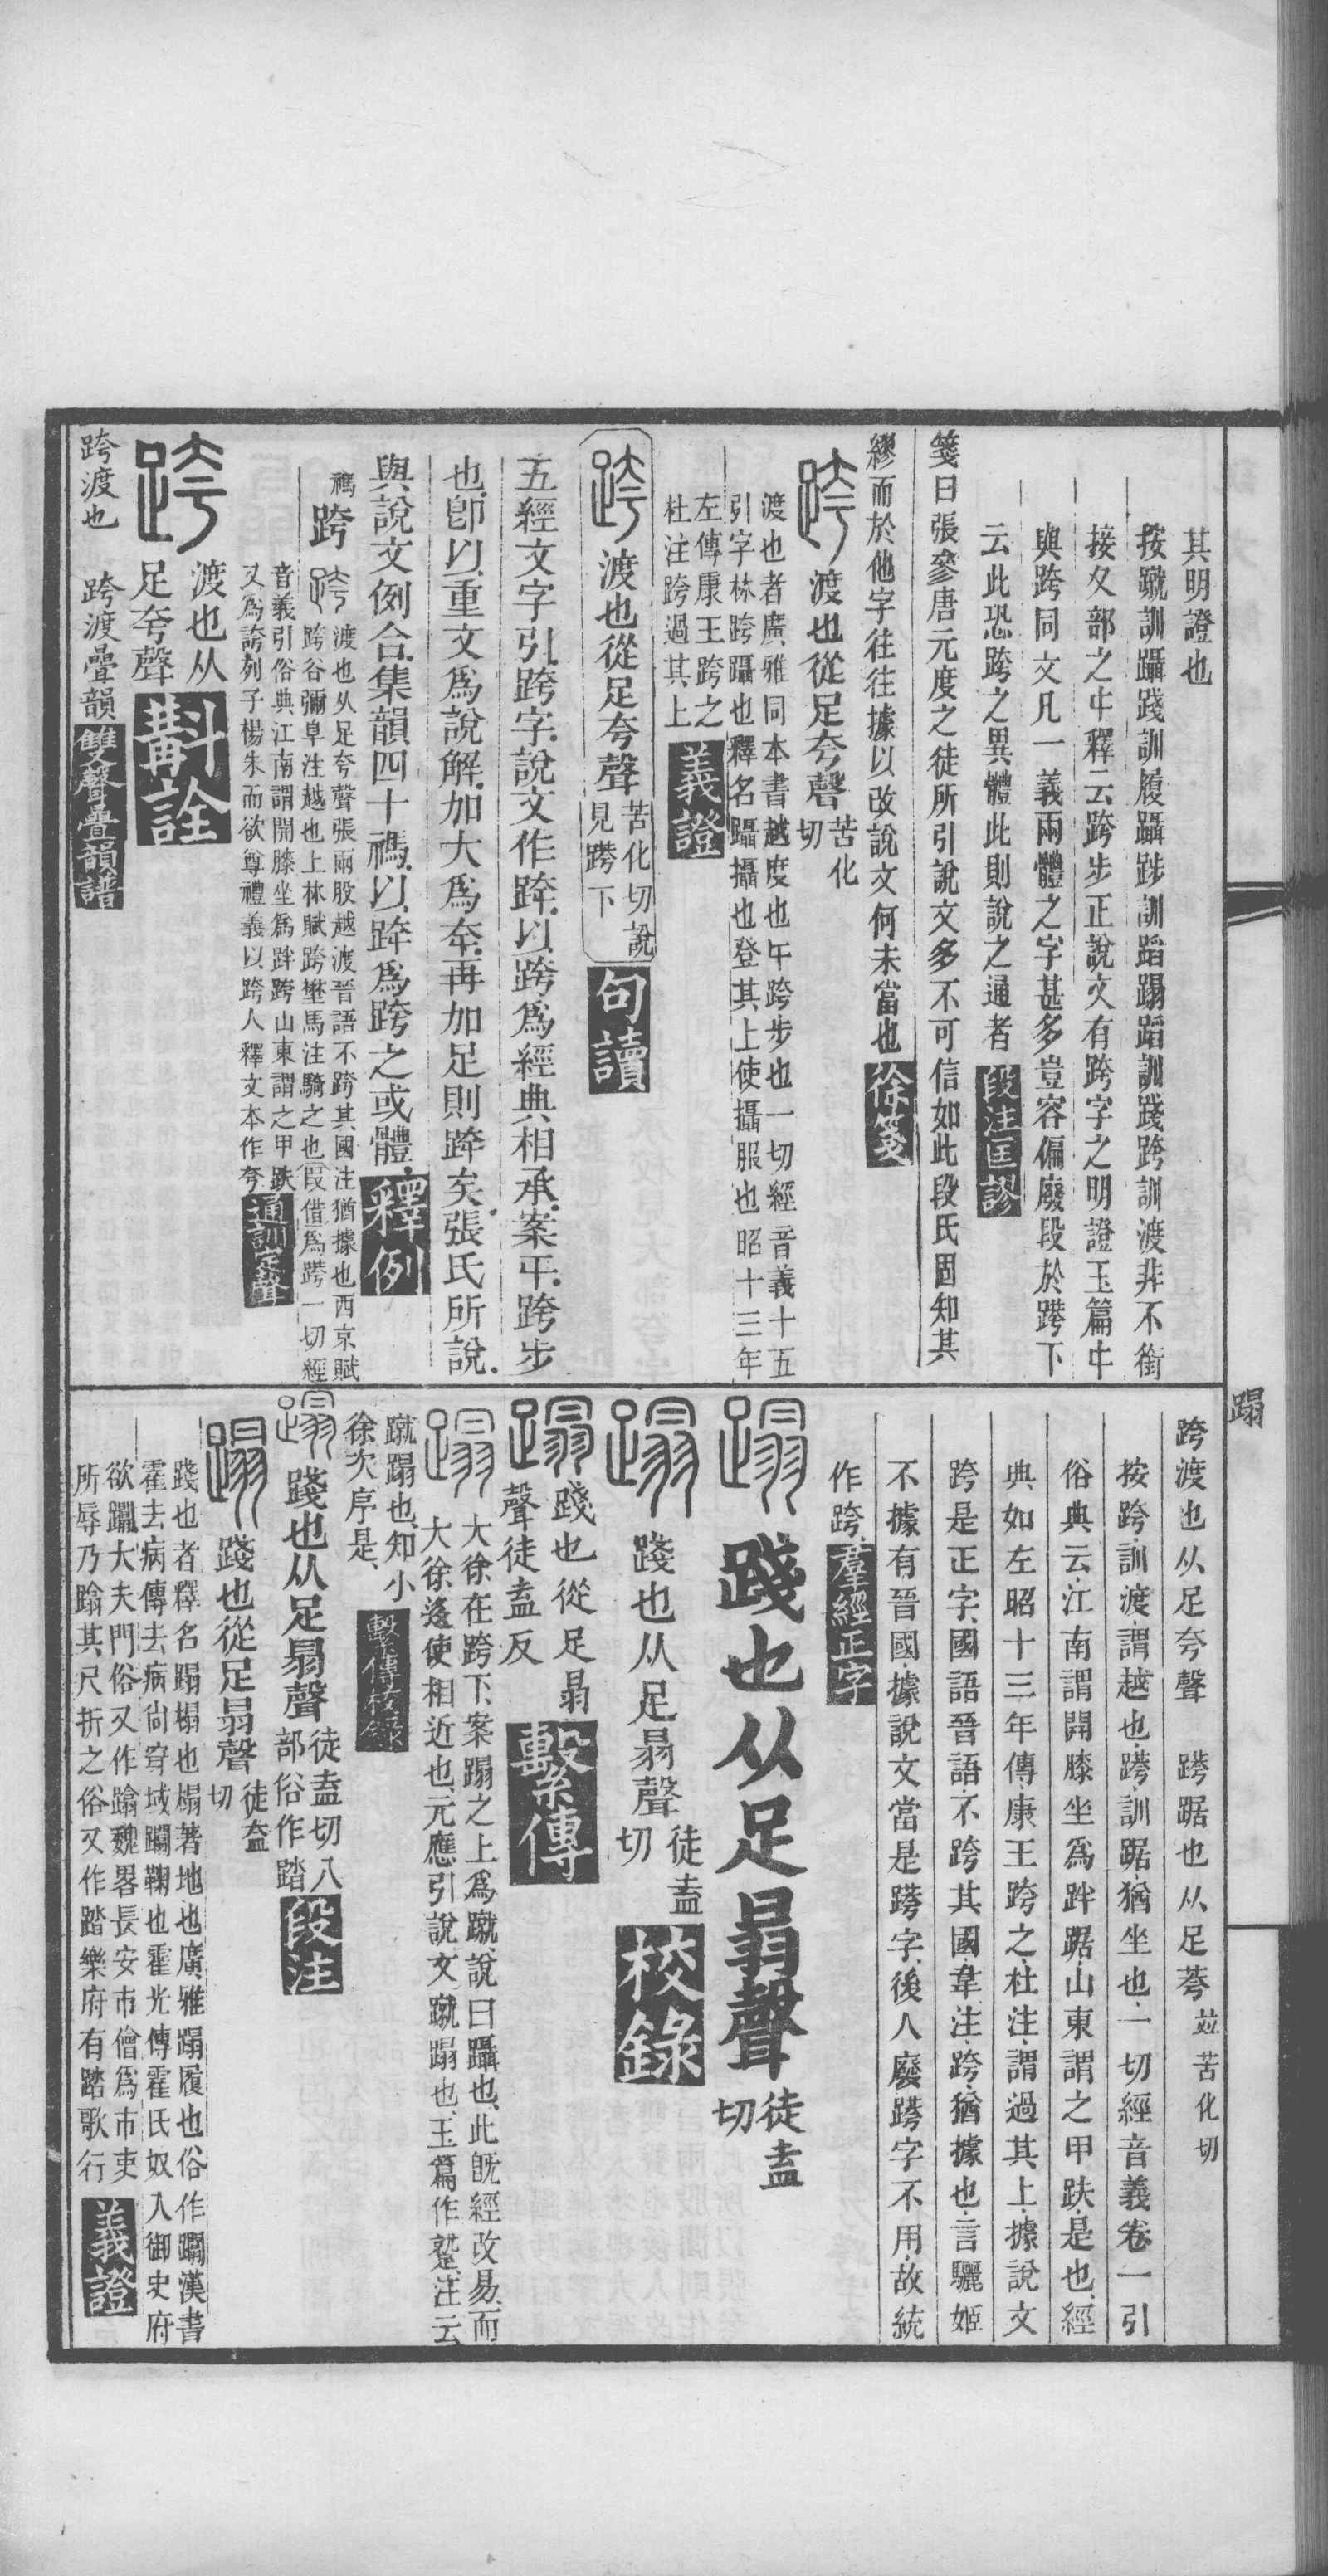 其明證也
按蹴訓躡踐訓履躡踄訓蹈蹋蹈訓踐跨訓渡非不銜
接夊部之㐄釋云跨步正說文有跨字之明證玉篇㐄
與跨同文凡一義兩體之字甚多豈容偏廢段於䠸下
云此恐跨之異體此則說之通者段注匡謬
箋曰張參唐元度之徒所引說文多不可信如此段氏固知其
繆而於他字往往據以改說文何未當也徐箋
跨渡也從足夸聲苦化切
渡也者廣雅同本書越度也㐄跨步也一切經音義十五
引字林跨躡也釋名躡攝也登其上使攝服也昭十三年
左傳康王跨之
杜注跨過其上義證
跨渡也從足夸聲苦化切說見䠸下句讀
五經文字引跨字說文作跨以跨爲經典相承案㐄跨步
也卽以重文爲說解加大爲㚏再加足則跨矣張氏所說
與說文例合集韻四十禡以跨爲跨之或體釋例
禡跨
跨渡也从足夸聲張兩股越渡晉語不跨其國注猶據也西京賦
跨谷彌阜注越也上林賦跨壄馬注騎之也叚借爲䠸一切經
音義引俗典江南謂開膝坐爲跘跨山東謂之甲趺
又爲誇列子楊朱而欲尊禮義以跨人釋文本作夸通訓定聲
跨渡也从足夸聲斠詮
跨渡也　跨渡疊韻雙聲疊韻譜
蹋
跨渡也从足夸聲　䠸踞也从足荂竝苦化切
按跨訓渡謂越也䠸訓踞猶坐也一切經音義卷一引
俗典云江南謂開膝坐爲跘踞山東謂之甲趺是也經
典如左昭十三年傳康王跨之杜注謂過其上據說文
跨是正字國語晉語不跨其國韋注跨猶據也言驪姬
不據有晉國據說文當是䠸字後人廢䠸字不用故統
作跨羣經正字
蹋踐也从足𦐇聲徒盍切
蹋踐也从足𦐇聲徒盍切校錄
蹋踐也從足𦐇聲徒盍反繫傳
蹋大徐在跨下案蹋之上爲蹴說曰躡也此旣經改易而
大徐遂使相近也元應引說文蹴蹋也玉篇作蹵注云
蹴蹋也知小
徐次序是繫傳校錄
蹋踐也从足𦐇聲徒盍切八部俗作踏段注
蹋踐也從足𦐇聲徒盍切
踐也者釋名蹋榻也榻著地也廣雅蹋履也俗作躢漢書
霍去病傳去病尙穿域躢鞠也霍光傳霍氏奴入御史府
欲躢大夫門俗又作蹹魏畧長安市僧爲市吏
所辱乃蹹其尺折之俗又作踏樂府有踏歌行義證